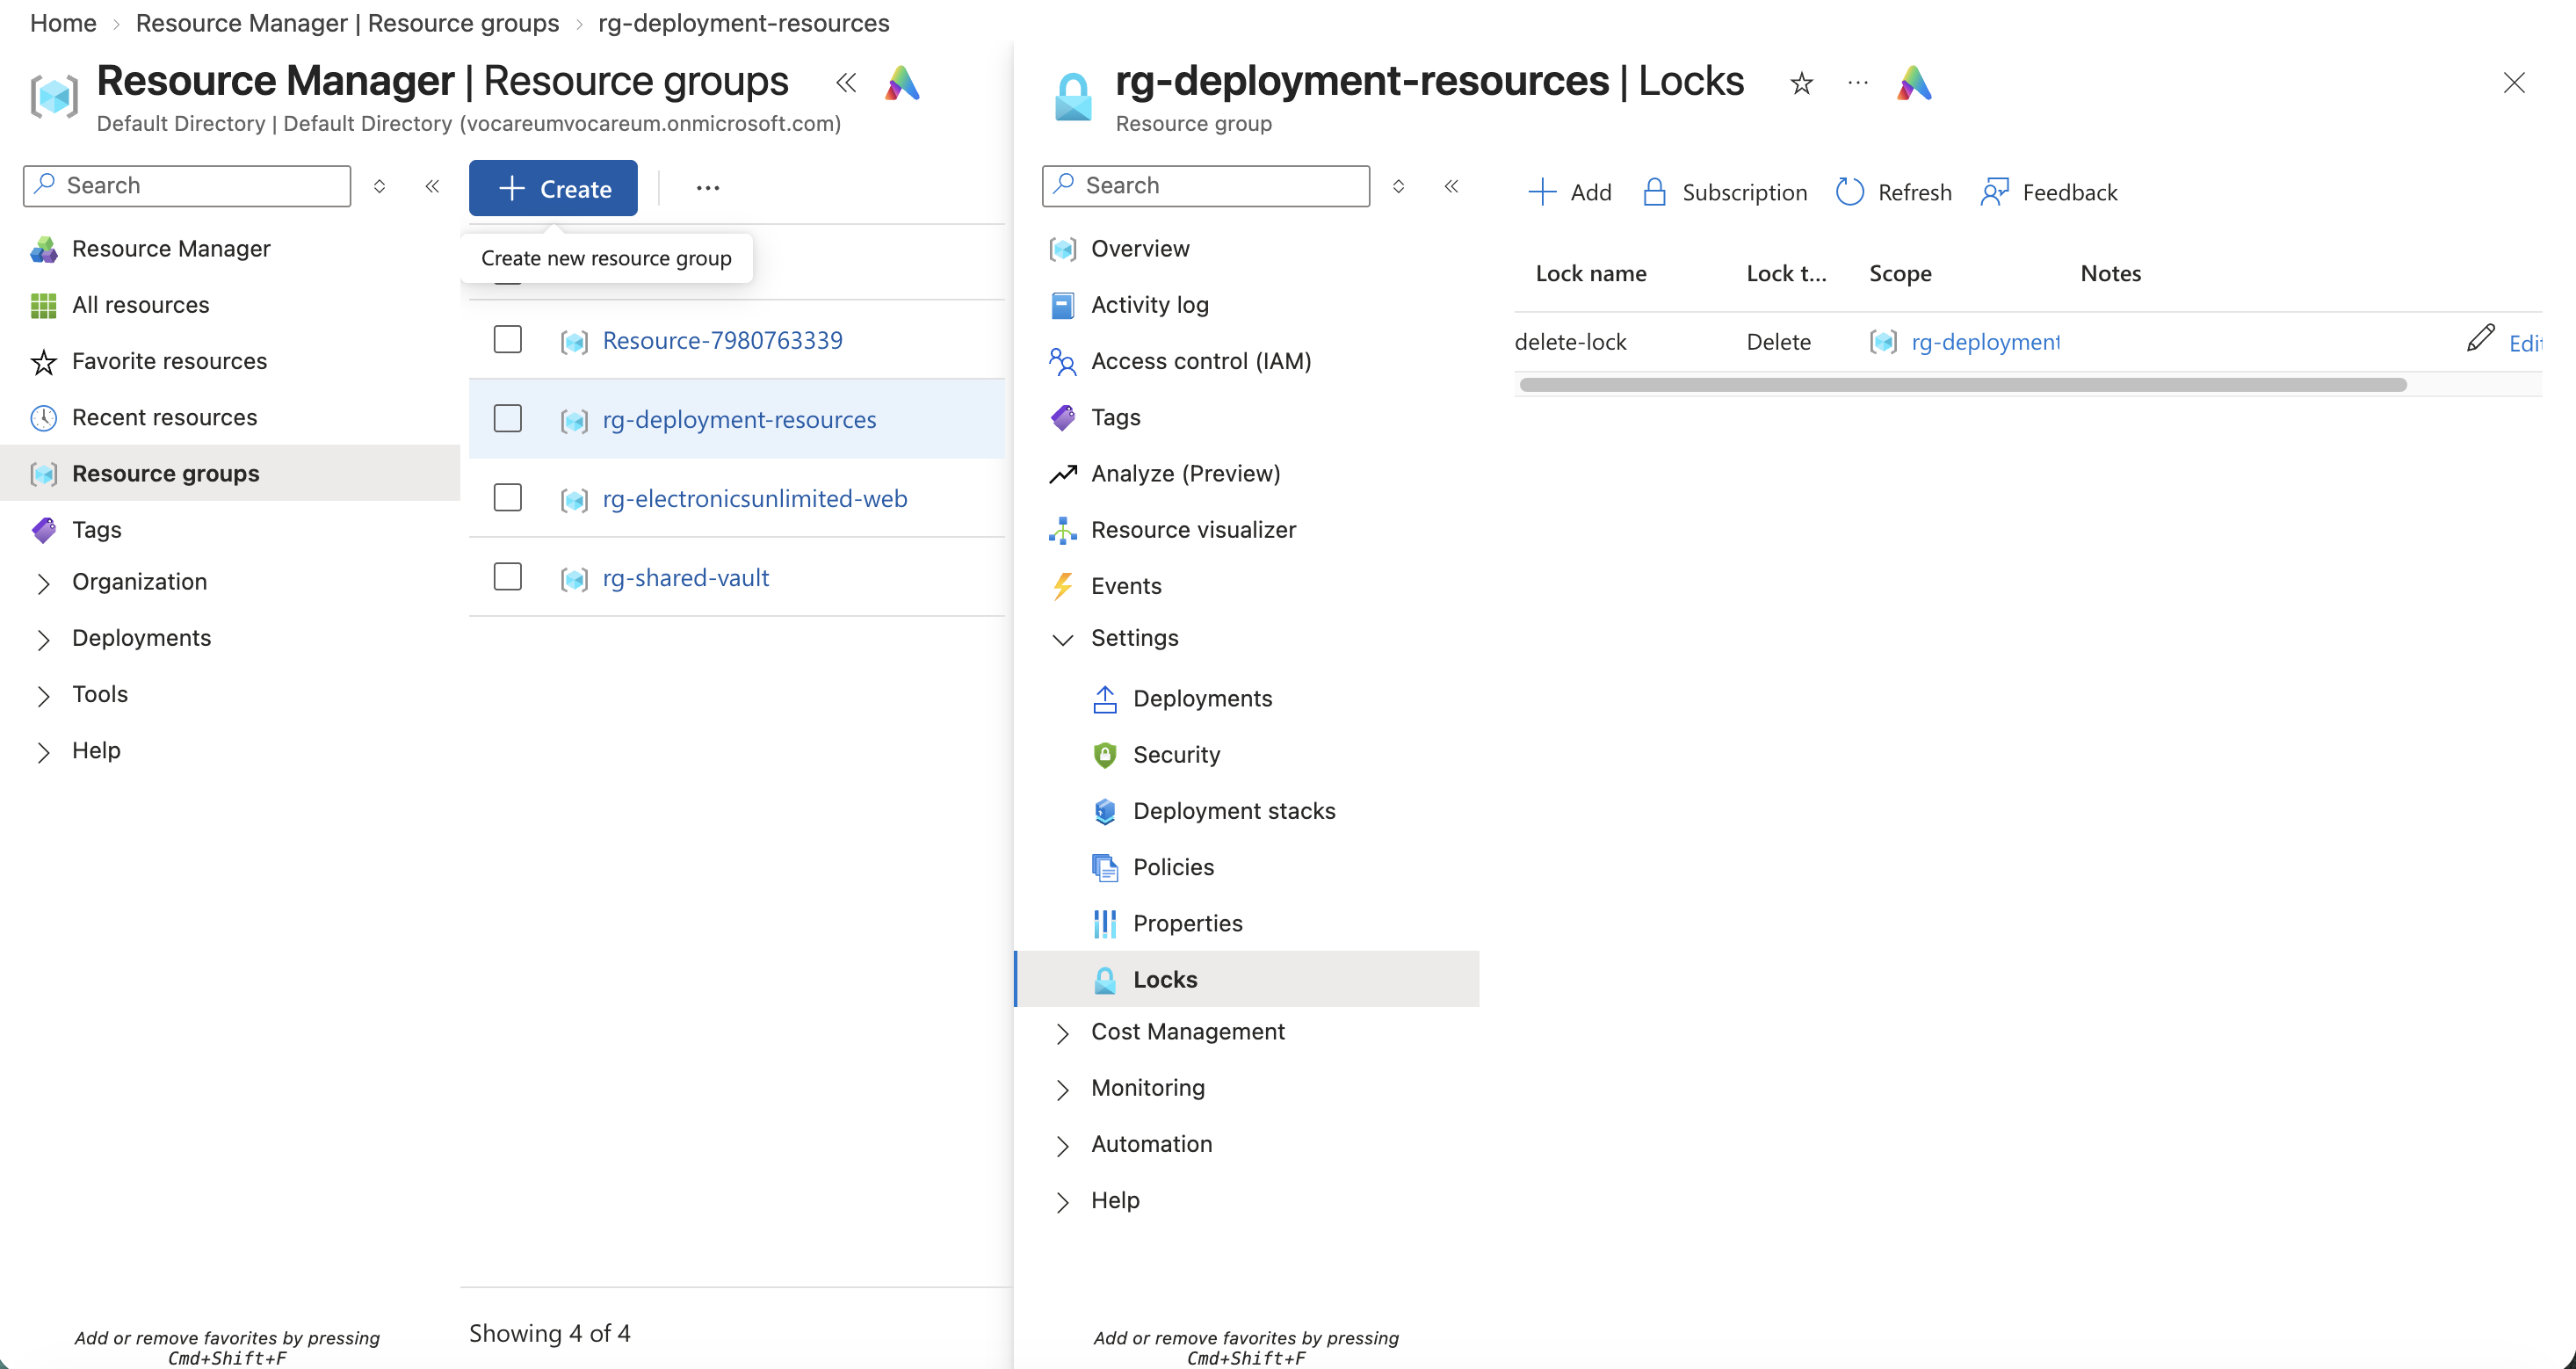 Home > Resource Manager | Resource groups > rg-deployment-resources
Resource Manager | Resource groups
Default Directory | Default Directory (vocareumvocareum.onmicrosoft.com)
Search
Resource Manager
All resources
Favorite resources
Recent resources
Resource groups
Tags
Organization
Deployments
Tools
Help
Add or remove favorites by pressing
Cmd+Shift+F
Create
Create new resource group
Resource-7980763339
rg-deployment-resources
rg-electronicsunlimited-web
rg-shared-vault
Showing 4 of 4
rg-deployment-resources | Locks
Resource group
Search
Overview
Activity log
Access control (IAM)
Tags
Analyze (Preview)
Resource visualizer
Events
Settings
Deployments
Security
Deployment stacks
Policies
Properties
Locks
Cost Management
Monitoring
Automation
Help
Add or remove favorites by pressing
Cmd+Shift+F
Add Subscription Refresh Feedback
Lock name Lock t... Scope Notes
delete-lock Delete rg-deployment Edit